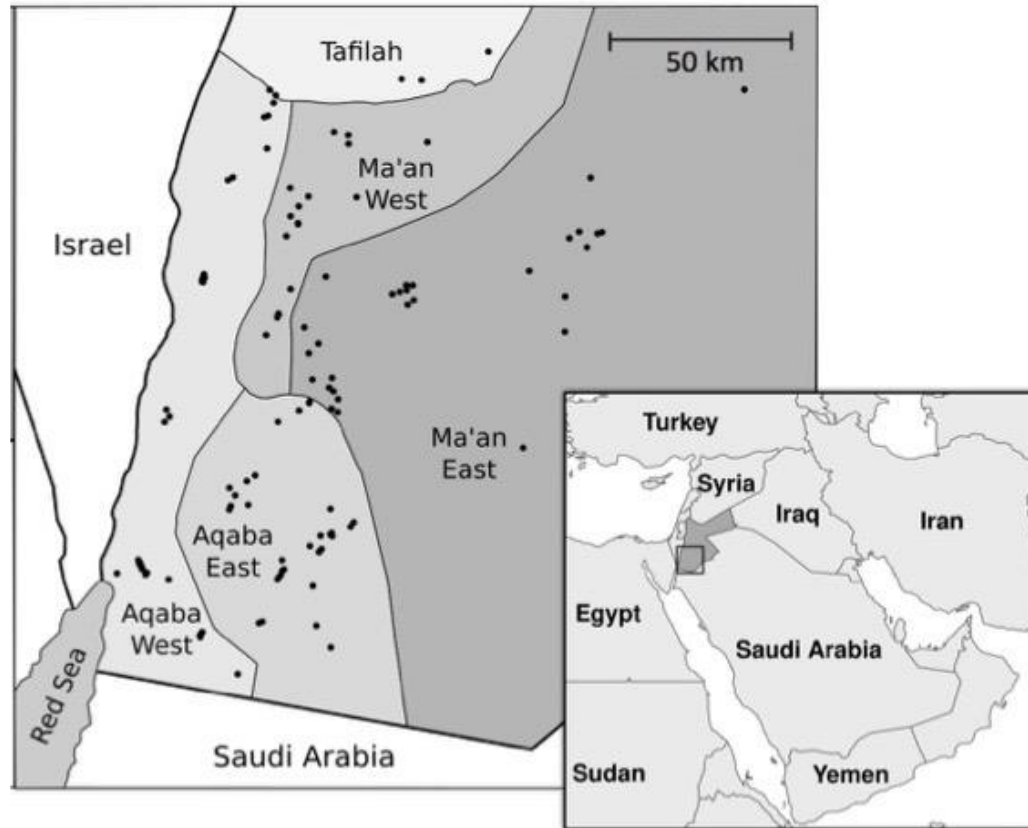 Tafilah
50 km
Ma'an
West
Israel
Ma'an
East
Aqaba
East
Aqaba
West
Red Sea
Saudi Arabia
Turkey
Syria
Iraq
Iran
Egypt
Saudi Arabia
Sudan
Yemen